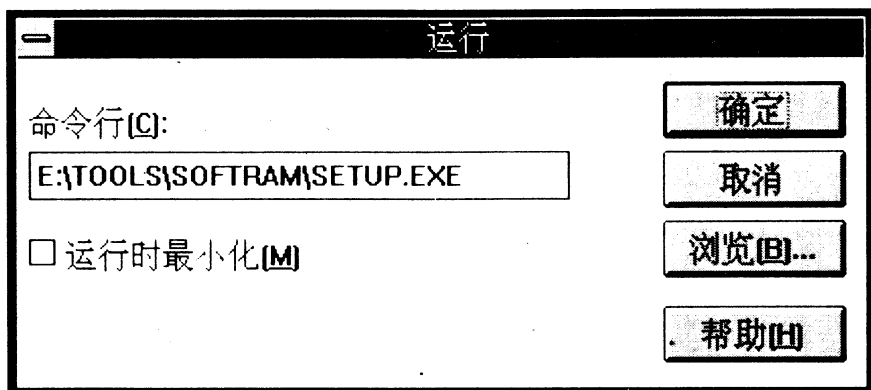 运行
命令行(C):
E:\TOOLS\SOFTRAM\SETUP.EXE
运行时最小化(M)
确定
取消
浏览(B)...
帮助(H)